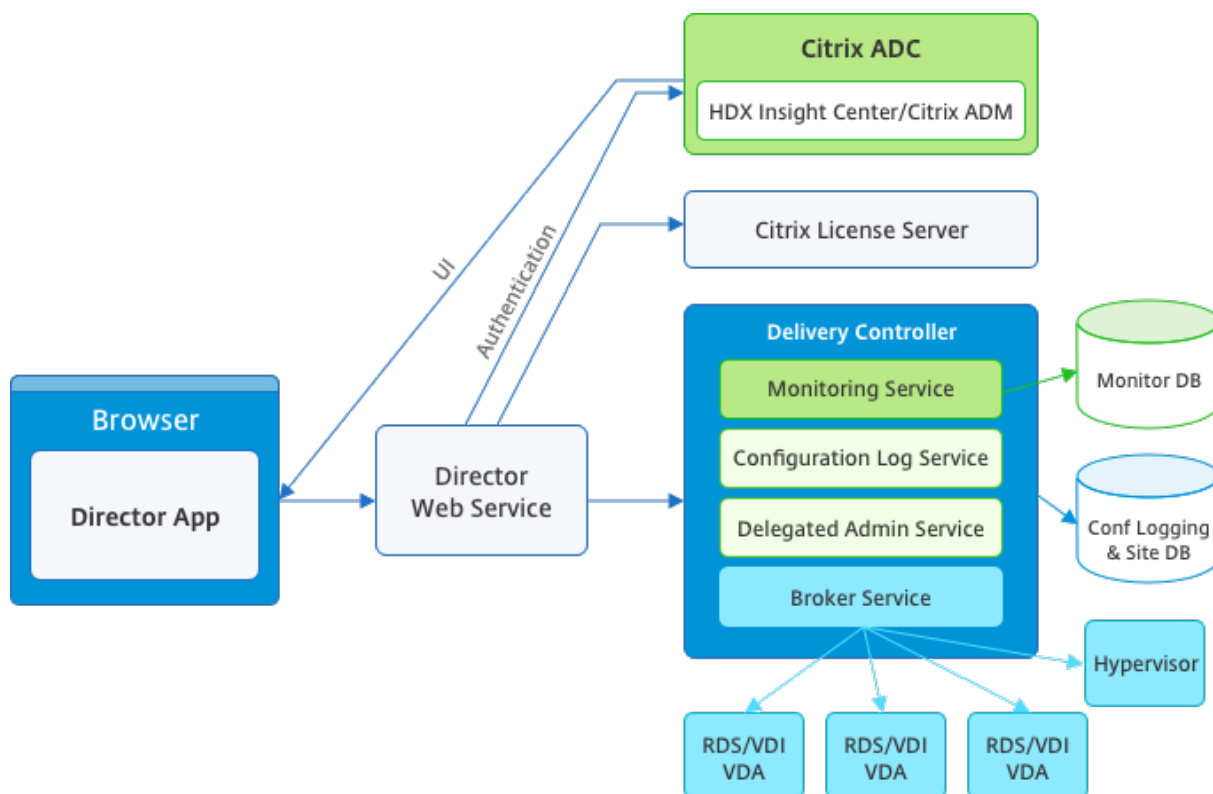 Citrix ADC
HDX Insight Center/Citrix ADM
UI
Authentication
Citrix License Server
Delivery Controller
Monitoring Service
Configuration Log Service
Delegated Admin Service
Broker Service
Monitor DB
Conf Logging
& Site DB
Browser
Director App
Director
Web Service
Hypervisor
RDS/VDI
VDA
RDS/VDI
VDA
RDS/VDI
VDA